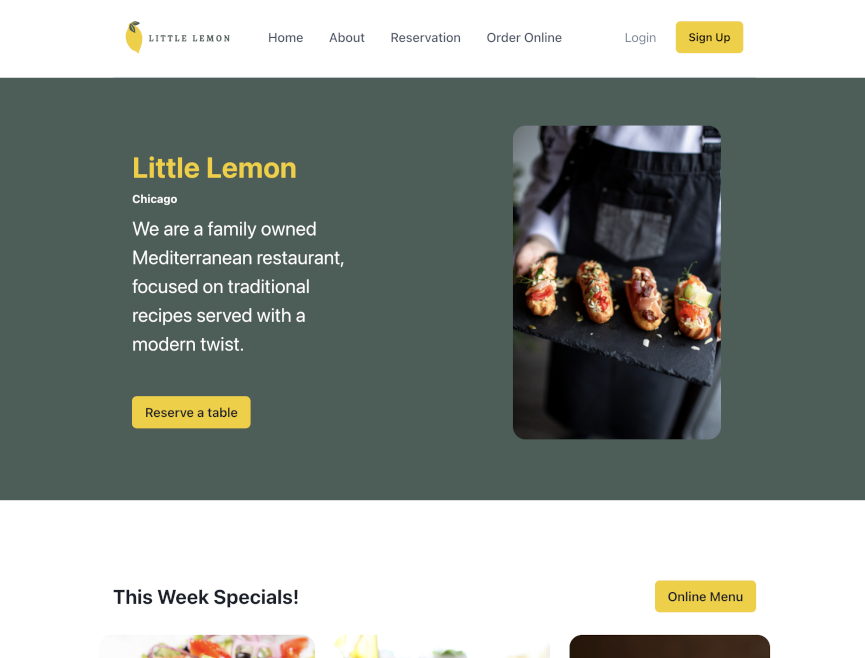 LITTLE LEMON
Home About Reservation Order Online Login Sign Up
Little Lemon
Chicago
We are a family owned
Mediterranean restaurant,
focused on traditional
recipes served with a
modern twist.
Reserve a table
This Week Specials!
Online Menu